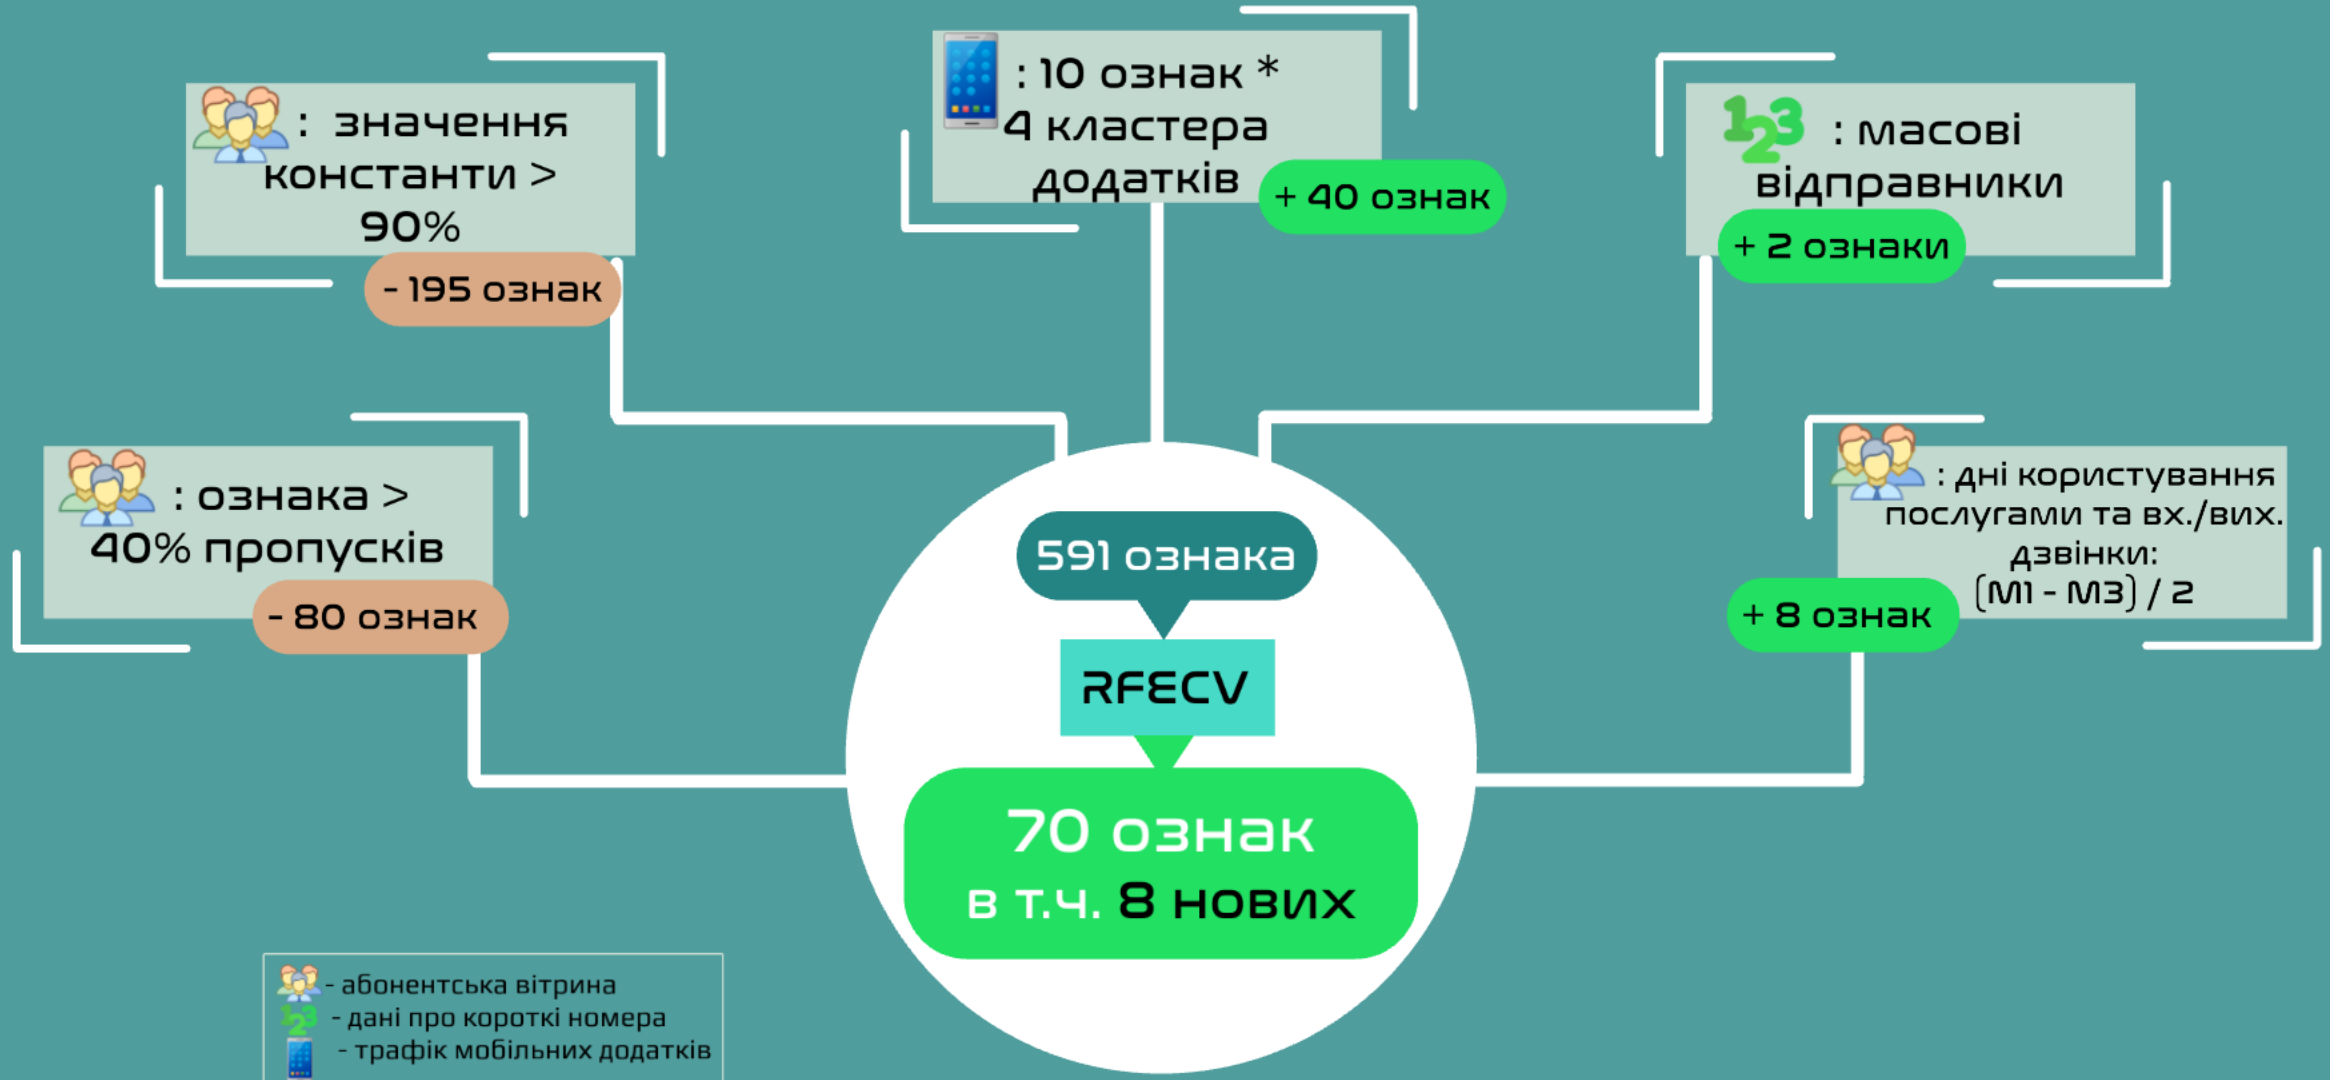 : значення
константи >
90%
- 195 ознак
: 10 ознак *
4 кластера
додатків
+ 40 ознак
: масові
відправники
+ 2 ознаки
: ознака >
40% пропусків
- 80 ознак
: дні користування
послугами та вх./вих.
дзвінки:
(М1 - М3) / 2
+ 8 ознак
591 ознака
RFECV
70 ознак
в т.ч. 8 нових
- абонентська вітрина
- дані про короткі номера
- трафік мобільних додатків